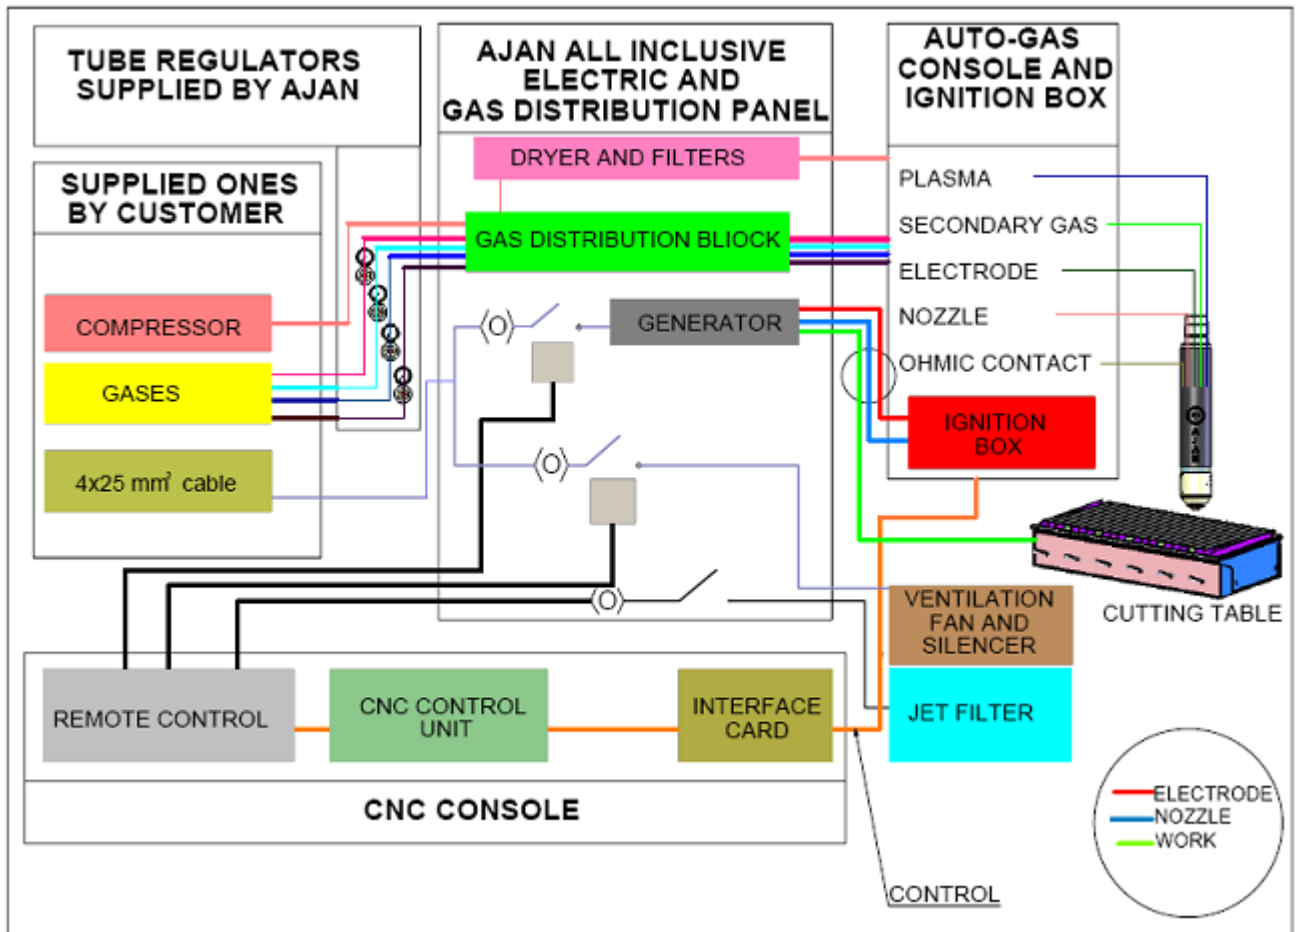 TUBE REGULATORS
SUPPLIED BY AJAN
AJAN ALL INCLUSIVE
ELECTRIC AND
GAS DISTRIBUTION PANEL
AUTO-GAS
CONSOLE AND
IGNITION BOX
SUPPLIED ONES
BY CUSTOMER
COMPRESSOR
GASES
4x25 mm² cable
DRYER AND FILTERS
GAS DISTRIBUTION BLIOCK
GENERATOR
(O)
(O)
(O)
PLASMA
SECONDARY GAS
ELECTRODE
NOZZLE
OHMIC CONTACT
IGNITION
BOX
AJAN
CUTTING TABLE
VENTILATION
FAN AND
SILENCER
JET FILTER
REMOTE CONTROL
CNC CONTROL
UNIT
INTERFACE
CARD
CNC CONSOLE
CONTROL
ELECTRODE
NOZZLE
WORK